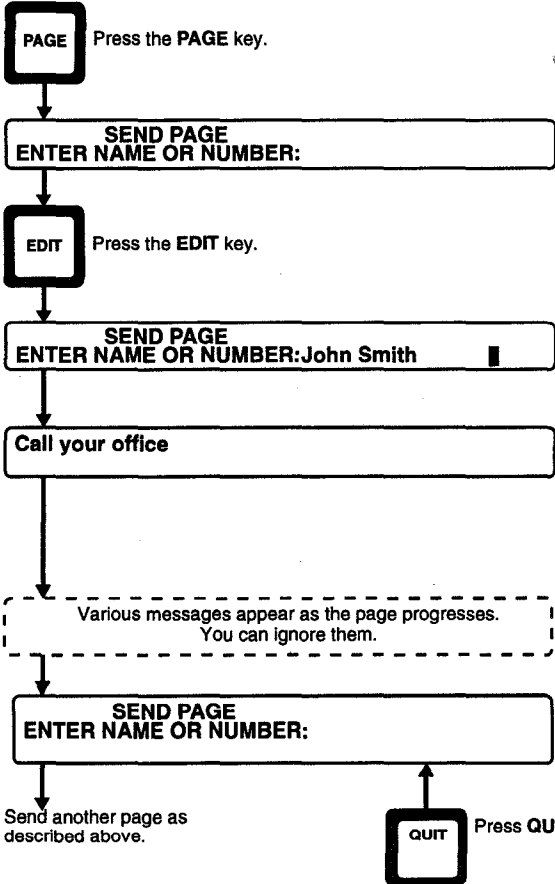 PAGE
Press the PAGE key.
SEND PAGE
ENTER NAME OR NUMBER:
EDIT
Press the EDIT key.
SEND PAGE
ENTER NAME OR NUMBER:John Smith
Call your office
Various messages appear as the page progresses.
You can ignore them.
SEND PAGE
ENTER NAME OR NUMBER:
Send another page as
described above.
QUIT
Press QU